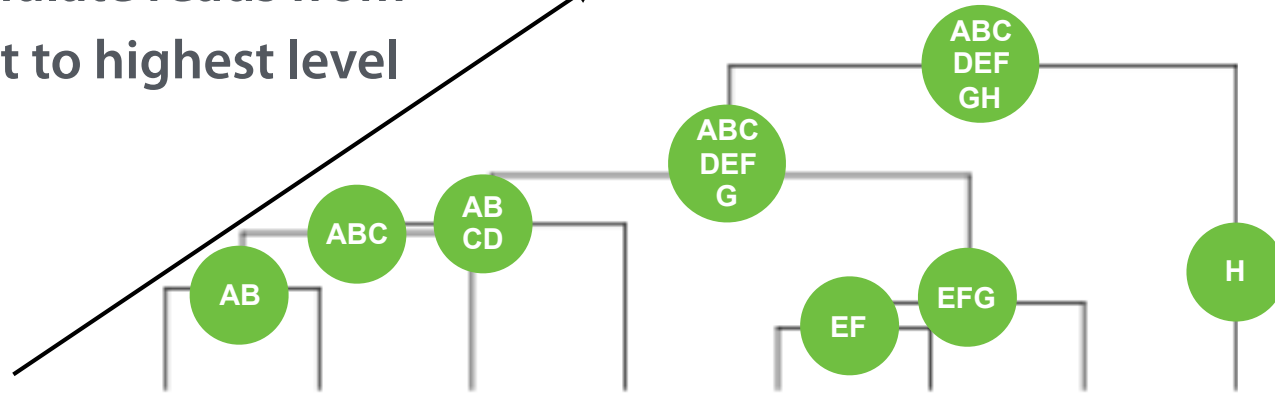 t to highest level
ABC
DEF
GH
ABC
DEF
G
AB
CD
ABC
AB
EFG
EF
H